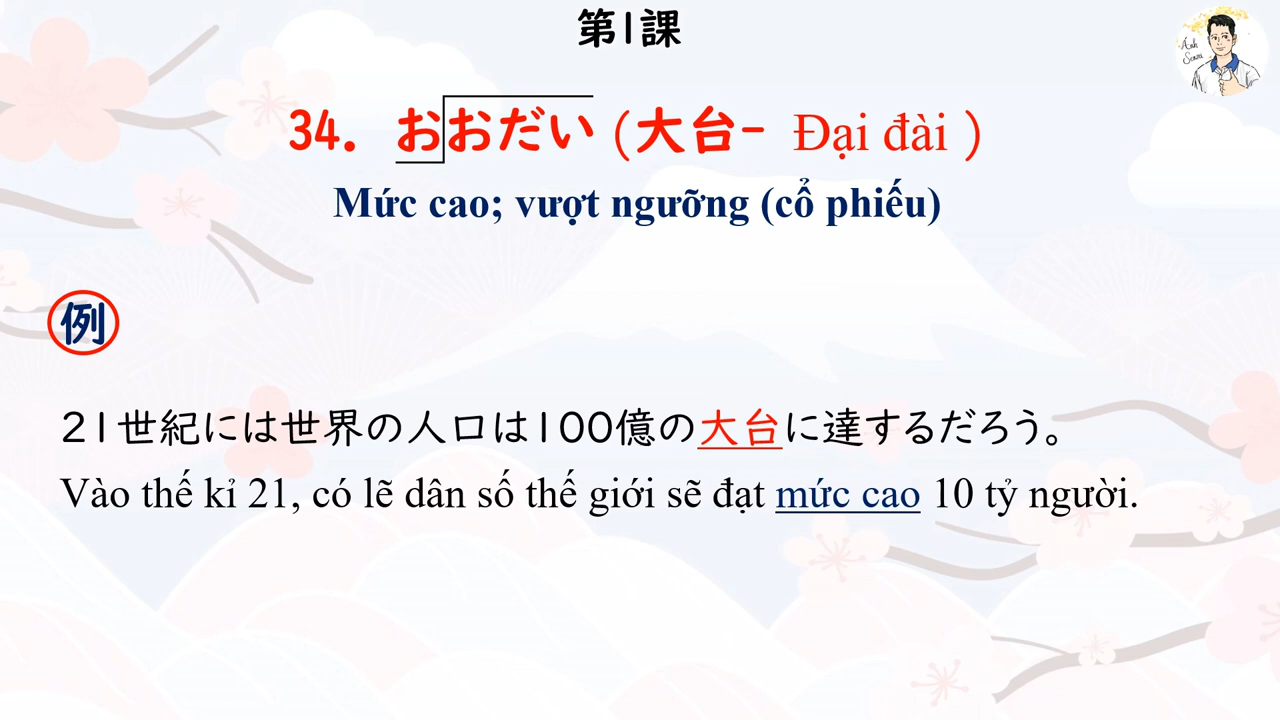 第1課
Ánh
Sensei
34. おおだい (大台- Đại đài )
Mức cao; vượt ngưỡng (cổ phiếu)
例
21世紀には世界の人口は100億の大台に達するだろう。
Vào thế kỉ 21, có lẽ dân số thế giới sẽ đạt mức cao 10 tỷ người.